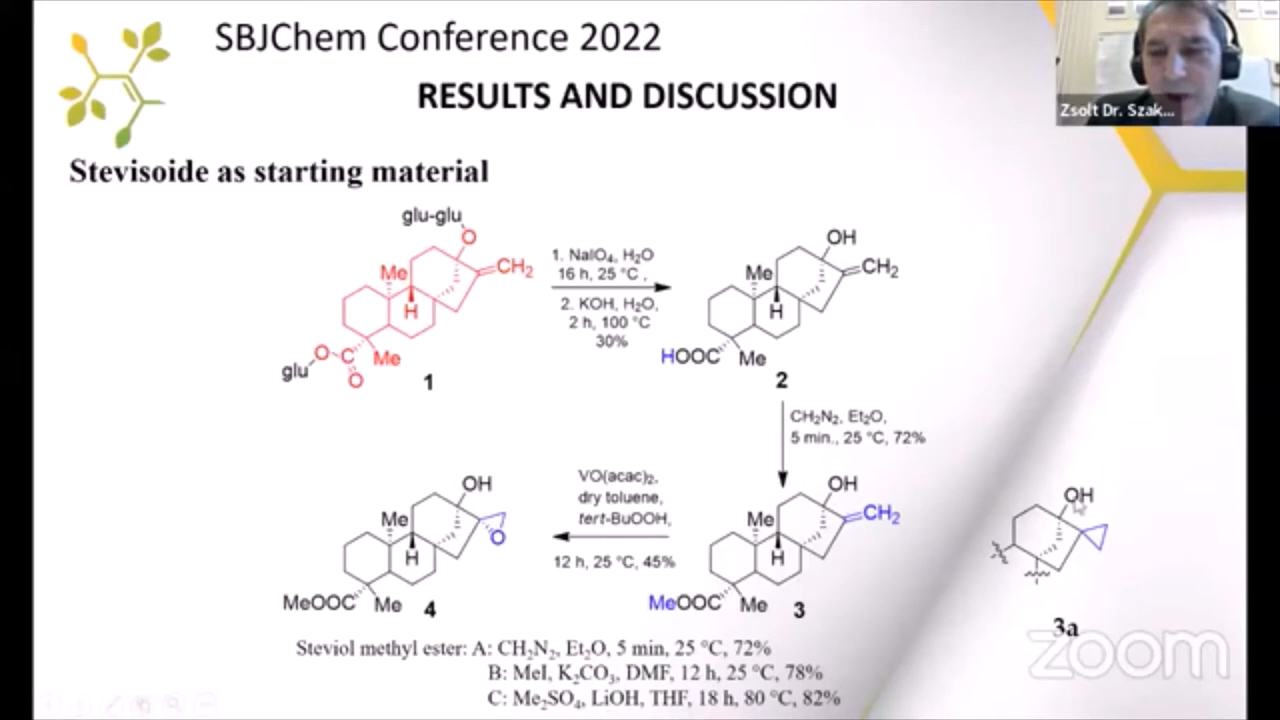 SBJChem Conference 2022
RESULTS AND DISCUSSION
Zsolt Dr. Szak...
Stevisoide as starting material
glu-glu
O
CH₂
Me
H
O
C
Me
glu
O
1
1. NaIO₄, H₂O
16 h, 25 °C ,
2. KOH, H₂O,
2 h, 100 °C
30%
OH
CH₂
Me
H
HOOC
Me
2
CH₂N₂, Et₂O,
5 min., 25 °C, 72%
OH
Me
O
H
MeOOC
Me
4
VO(acac)₂,
dry toluene,
tert-BuOOH,
12 h, 25 °C, 45%
OH
CH₂
Me
H
MeOOC
Me
3
OH
3a
Steviol methyl ester: A: CH₂N₂, Et₂O, 5 min, 25 °C, 72%
B: MeI, K₂CO₃, DMF, 12 h, 25 °C, 78%
C: Me₂SO₄, LiOH, THF, 18 h, 80 °C, 82%
zoom